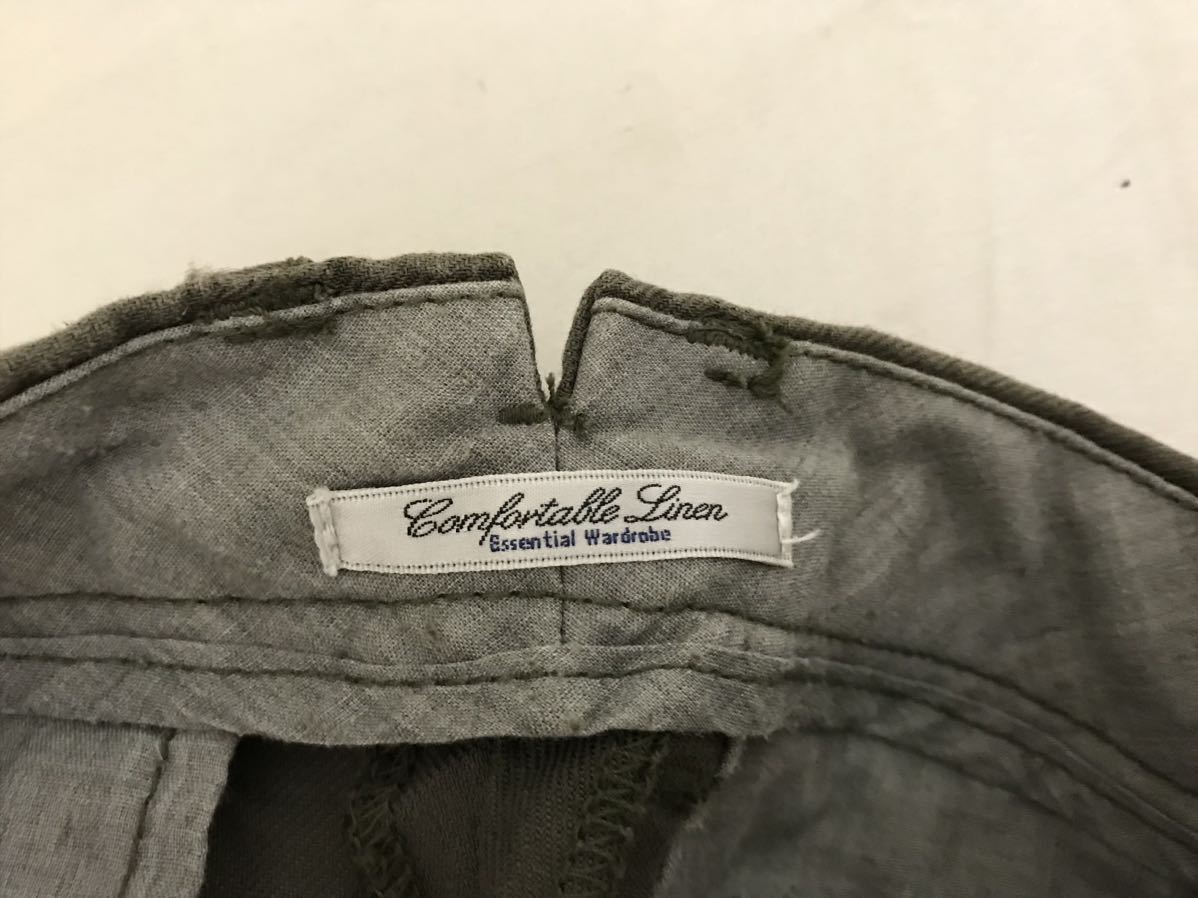 Comfortable Linen
Essential Wardrobe